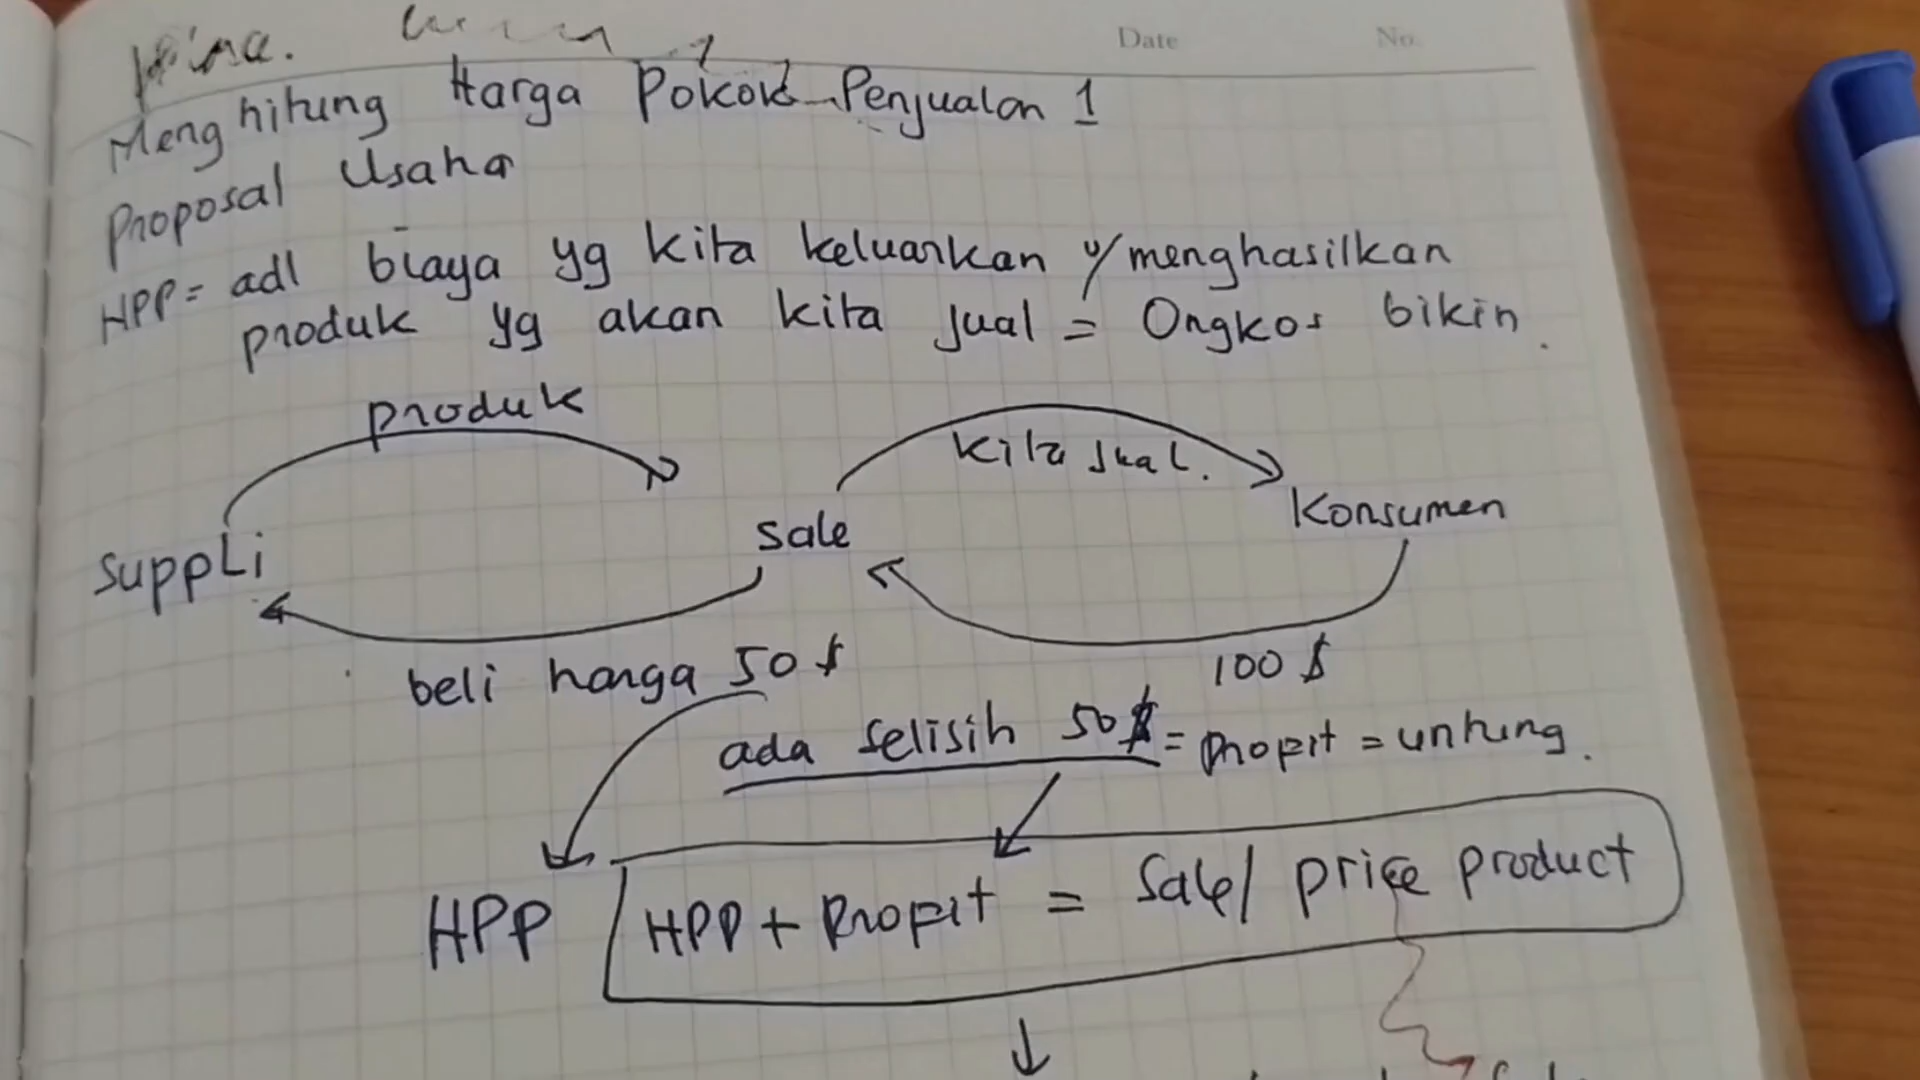 Date No.
Menghitung Harga Pokok Penjualan 1
Proposal Usaha
HPP = adl biaya yg kita keluarkan u/ menghasilkan
produk yg akan kita jual = Ongkos bikin.
produk
kita jual.
Konsumen
sale
suppLi
beli harga 50 $
100 $
ada selisih 50 $ = profit = untung.
HPP
HPP + Profit = Sale/ price product